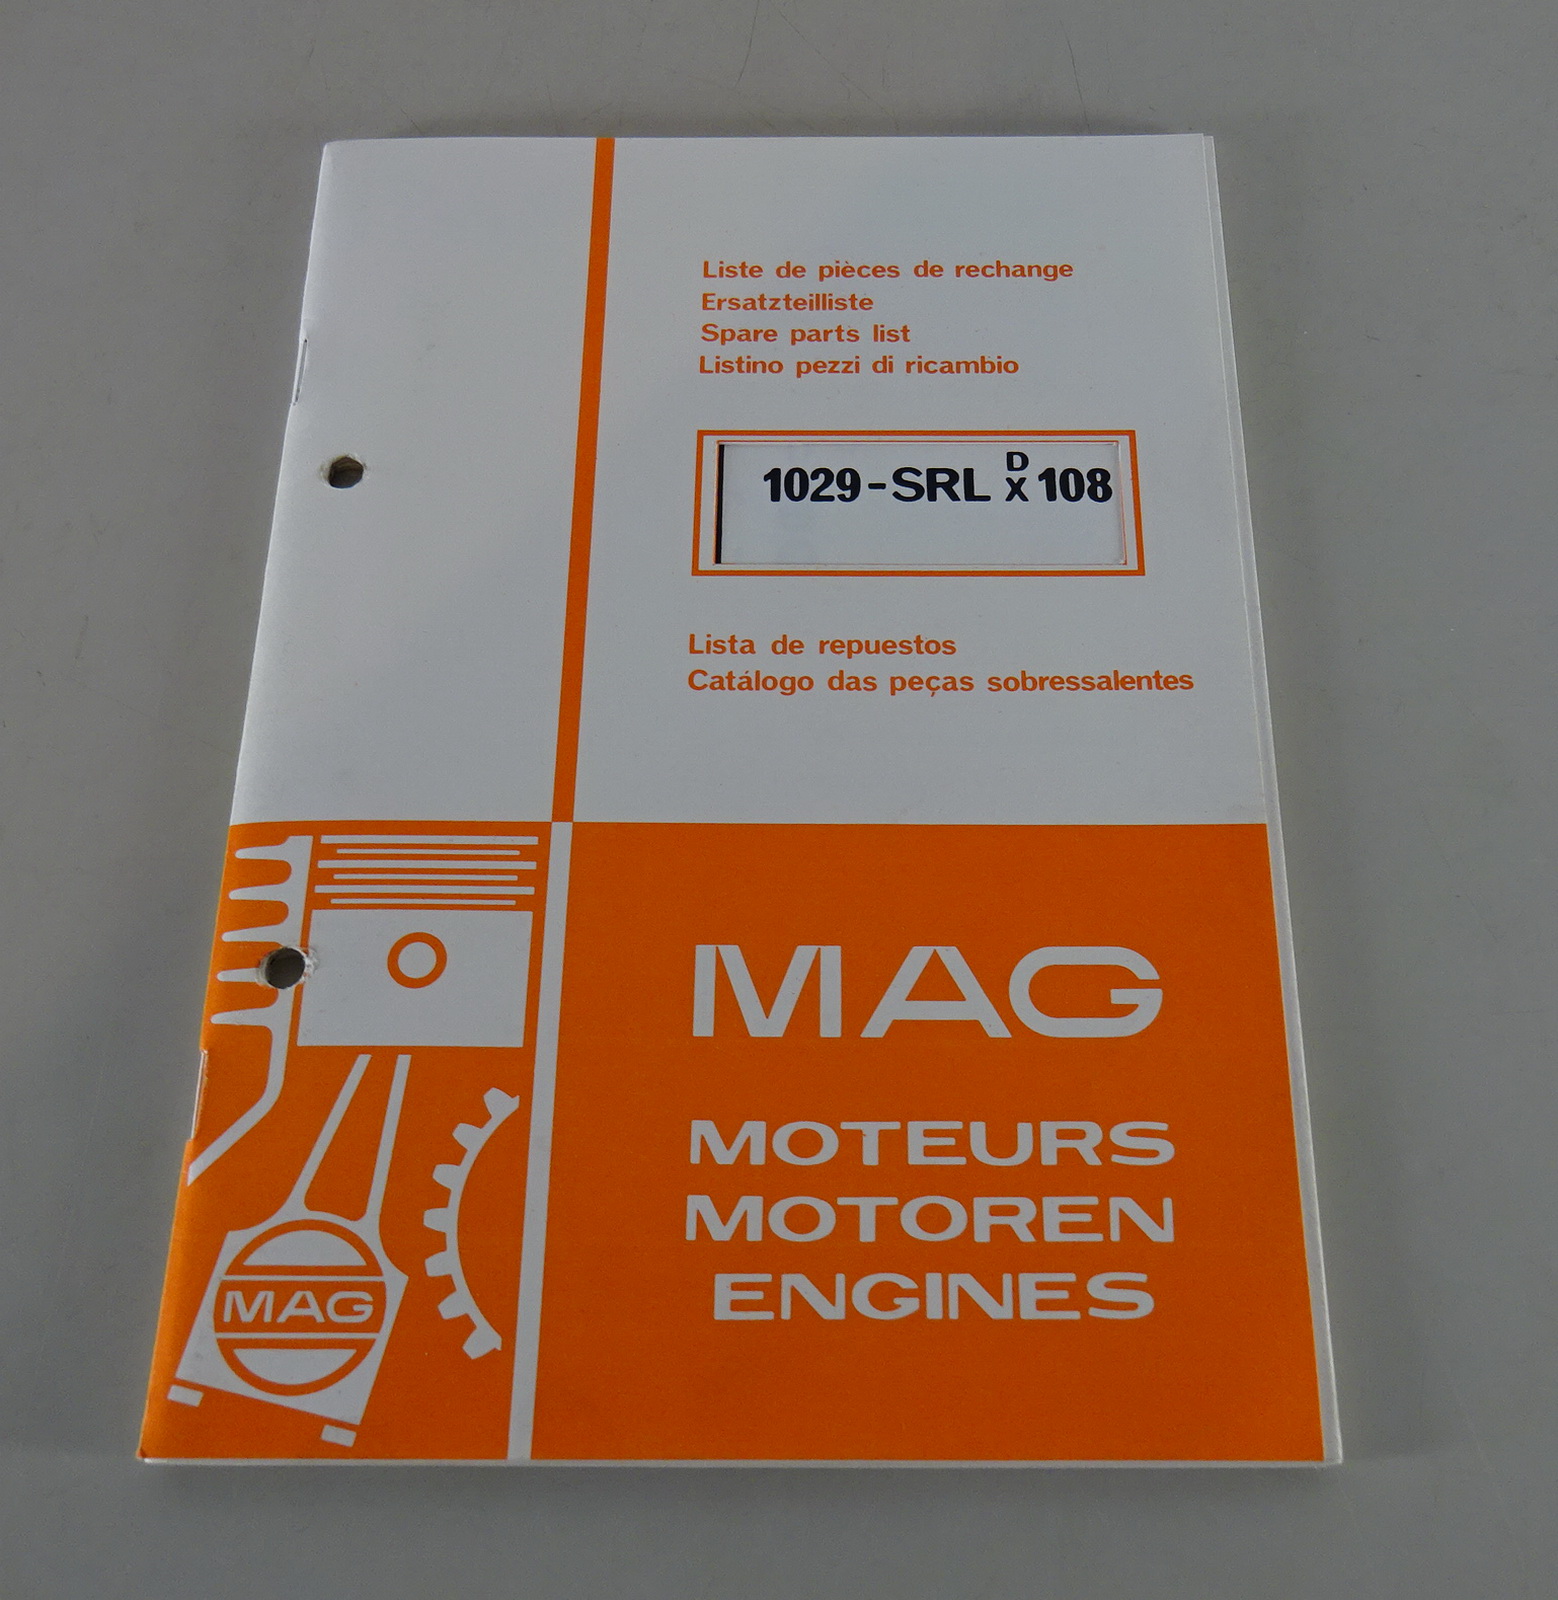 Liste de pièces de rechange
Ersatzteilliste
Spare parts list
Listino pezzi di ricambio
1029-SRL D/X 108
Lista de repuestos
Catálogo das peças sobressalentes
MAG
MOTEURS
MOTOREN
ENGINES
MAG